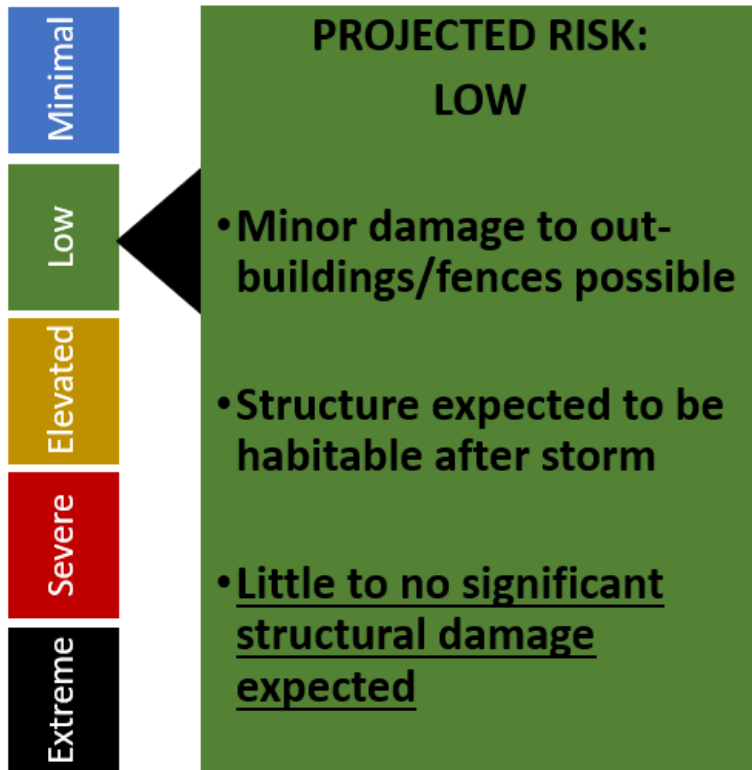 Minimal
Low
Elevated
Severe
Extreme
PROJECTED RISK:
LOW
•Minor damage to out-
buildings/fences possible
•Structure expected to be
habitable after storm
•Little to no significant
structural damage
expected